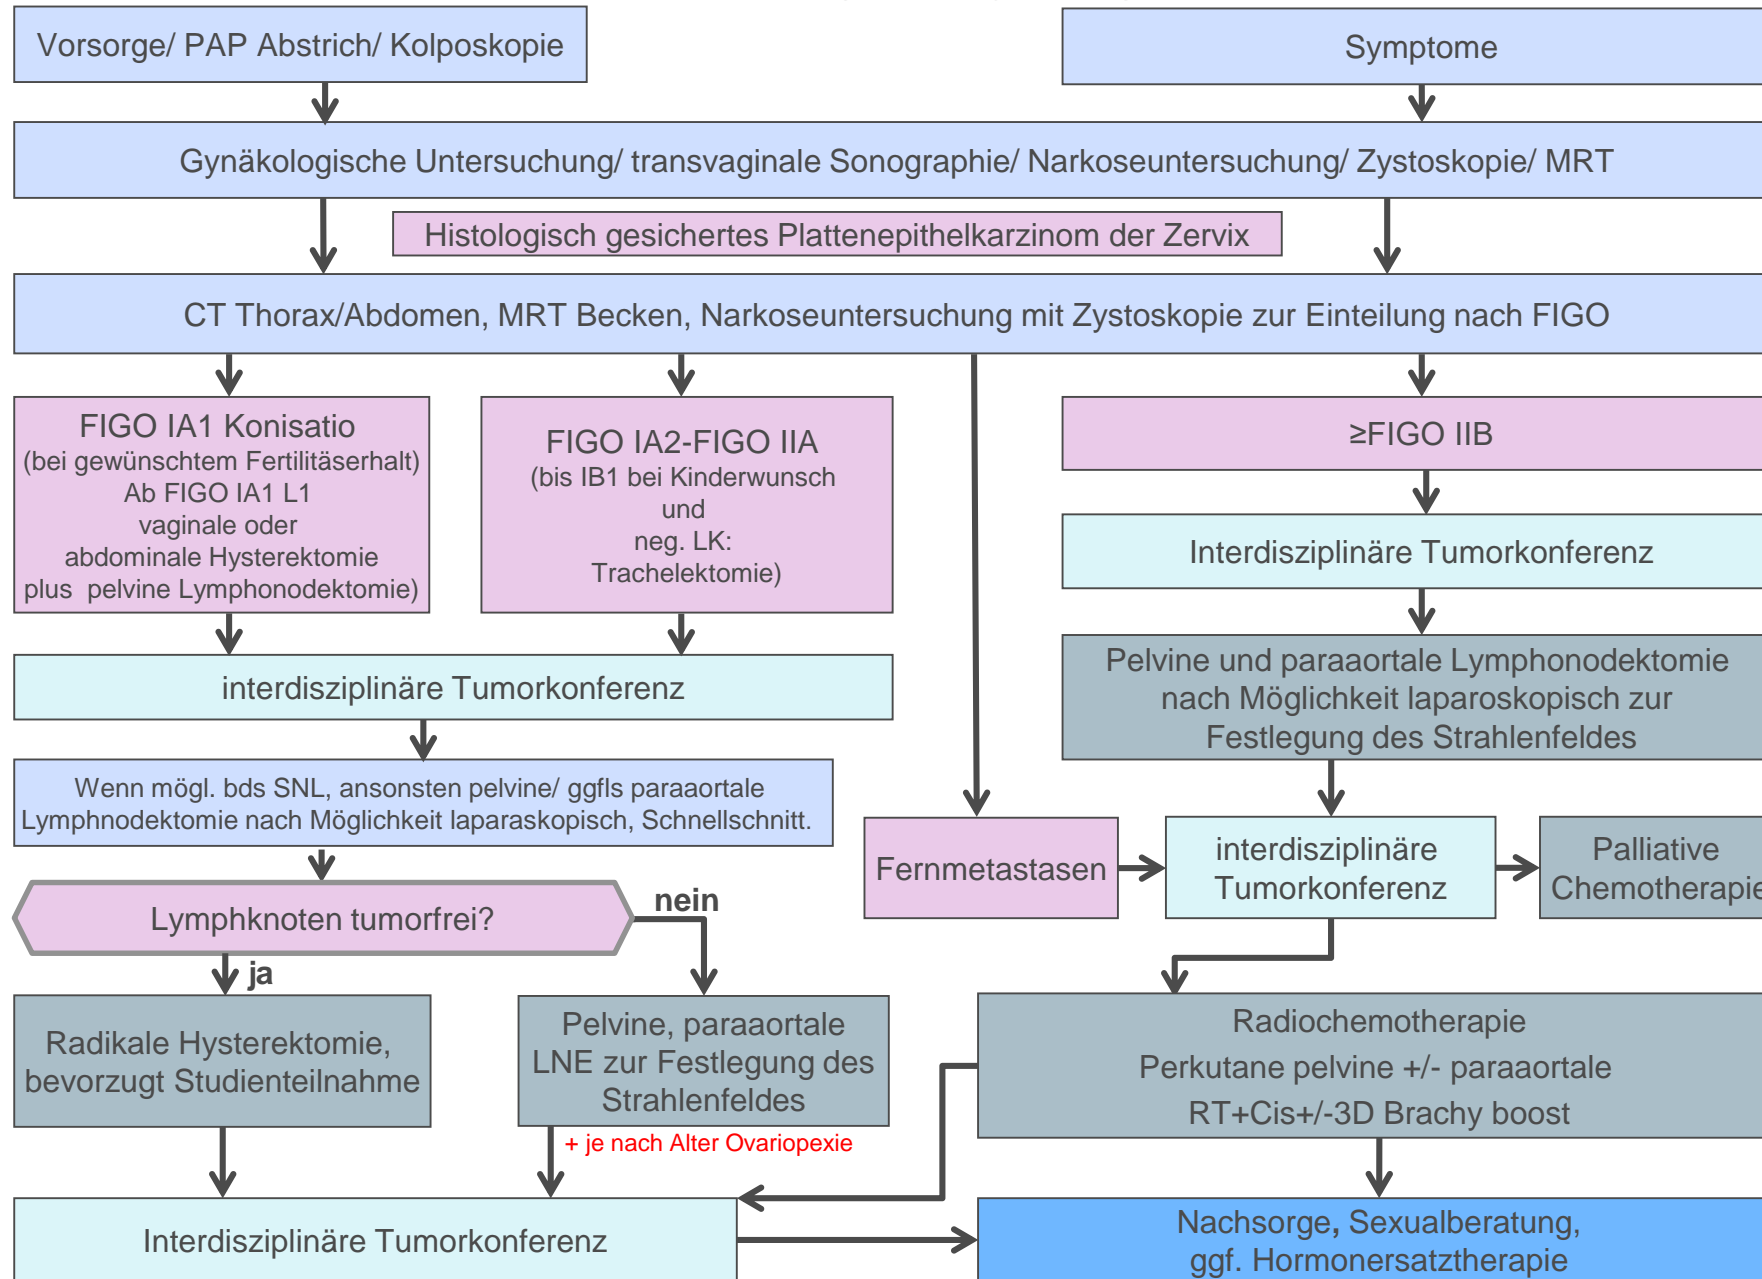 Vorsorge/ PAP Abstrich/ Kolposkopie
Symptome
Gynäkologische Untersuchung/ transvaginale Sonographie/ Narkoseuntersuchung/ Zystoskopie/ MRT
Histologisch gesichertes Plattenepithelkarzinom der Zervix
CT Thorax/Abdomen, MRT Becken, Narkoseuntersuchung mit Zystoskopie zur Einteilung nach FIGO
FIGO IA1 Konisatio
(bei gewünschtem Fertilitäserhalt)
Ab FIGO IA1 L1
vaginale oder
abdominale Hysterektomie
plus pelvine Lymphonodektomie)
FIGO IA2-FIGO IIA
(bis IB1 bei Kinderwunsch
und
neg. LK:
Trachelektomie)
≥FIGO IIB
Interdisziplinäre Tumorkonferenz
interdisziplinäre Tumorkonferenz
Pelvine und paraaortale Lymphonodektomie
nach Möglichkeit laparoskopisch zur
Festlegung des Strahlenfeldes
Wenn mögl. bds SNL, ansonsten pelvine/ ggfls paraaortale
Lymphnodektomie nach Möglichkeit laparaskopisch, Schnellschnitt.
Fernmetastasen
interdisziplinäre
Tumorkonferenz
Palliative
Chemotherapie
Lymphknoten tumorfrei?
nein
ja
Radikale Hysterektomie,
bevorzugt Studienteilnahme
Pelvine, paraaortale
LNE zur Festlegung des
Strahlenfeldes
+ je nach Alter Ovariopexie
Radiochemotherapie
Perkutane pelvine +/- paraaortale
RT+Cis+/-3D Brachy boost
Interdisziplinäre Tumorkonferenz
Nachsorge, Sexualberatung,
ggf. Hormonersatztherapie